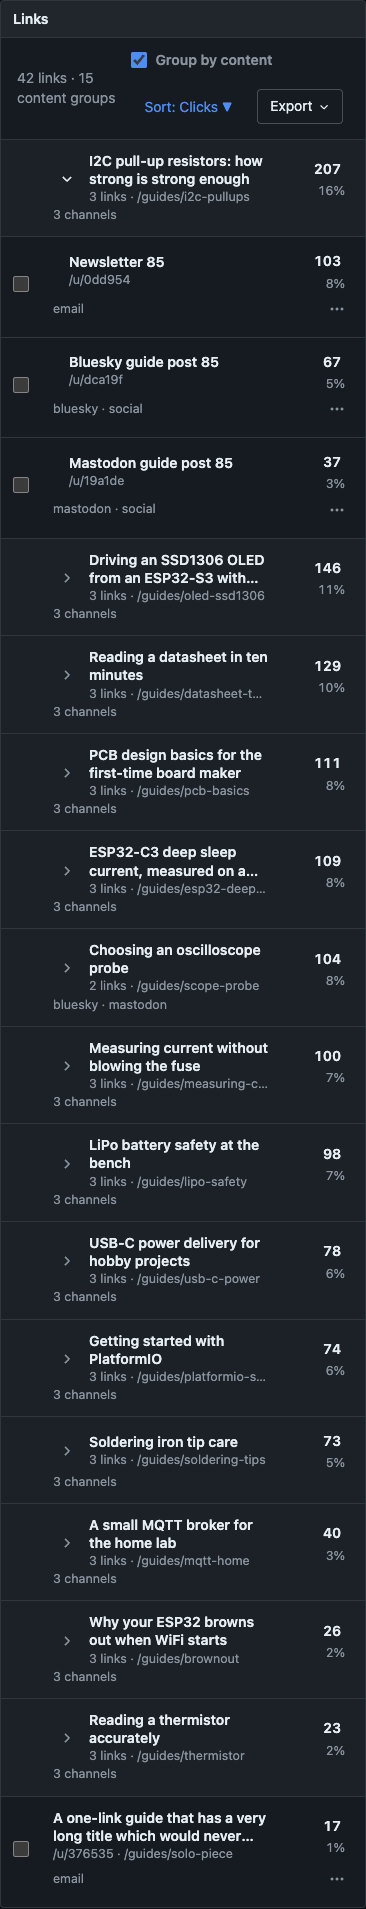 Links
42 links · 15
content groups
Group by content
Sort: Clicks ▼
Export
I2C pull-up resistors: how
strong is strong enough
3 links · /guides/i2c-pullups
3 channels
207
16%
Newsletter 85
/u/0dd954
email
103
8%
Bluesky guide post 85
/u/dca19f
bluesky · social
67
5%
Mastodon guide post 85
/u/19a1de
mastodon · social
37
3%
Driving an SSD1306 OLED
from an ESP32-S3 with...
3 links · /guides/oled-ssd1306
3 channels
146
11%
Reading a datasheet in ten
minutes
3 links · /guides/datasheet-t...
3 channels
129
10%
PCB design basics for the
first-time board maker
3 links · /guides/pcb-basics
3 channels
111
8%
ESP32-C3 deep sleep
current, measured on a...
3 links · /guides/esp32-deep...
3 channels
109
8%
Choosing an oscilloscope
probe
2 links · /guides/scope-probe
bluesky · mastodon
104
8%
Measuring current without
blowing the fuse
3 links · /guides/measuring-c...
3 channels
100
7%
LiPo battery safety at the
bench
3 links · /guides/lipo-safety
3 channels
98
7%
USB-C power delivery for
hobby projects
3 links · /guides/usb-c-power
3 channels
78
6%
Getting started with
PlatformIO
3 links · /guides/platformio-s...
3 channels
74
6%
Soldering iron tip care
3 links · /guides/soldering-tips
3 channels
73
5%
A small MQTT broker for
the home lab
3 links · /guides/mqtt-home
3 channels
40
3%
Why your ESP32 browns
out when WiFi starts
3 links · /guides/brownout
3 channels
26
2%
Reading a thermistor
accurately
3 links · /guides/thermistor
3 channels
23
2%
A one-link guide that has a very
long title which would never...
/u/376535 · /guides/solo-piece
email
17
1%